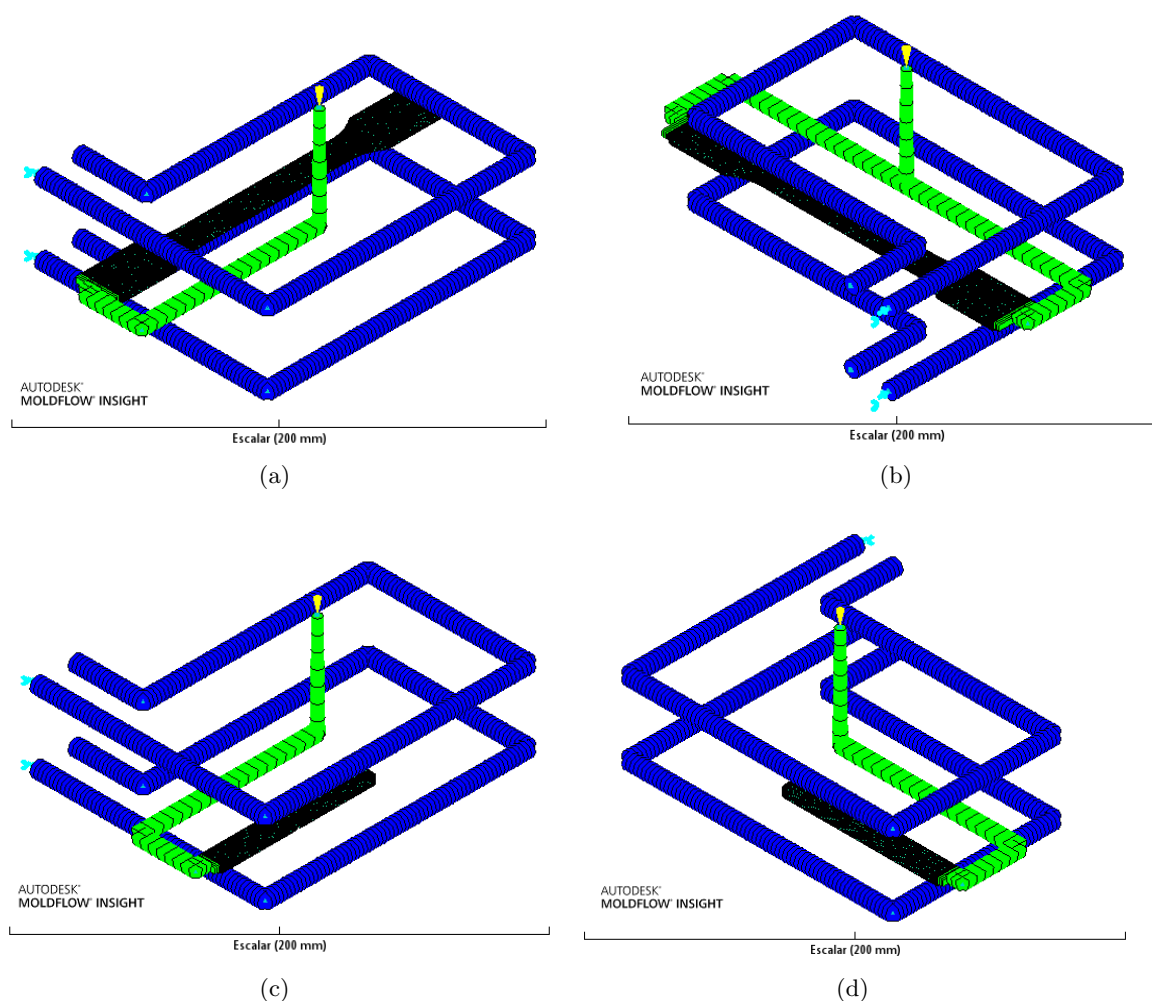 AUTODESK®
MOLDFLOW® INSIGHT
Escalar (200 mm)
(a)
AUTODESK®
MOLDFLOW® INSIGHT
Escalar (200 mm)
(b)
AUTODESK®
MOLDFLOW® INSIGHT
Escalar (200 mm)
(c)
AUTODESK®
MOLDFLOW® INSIGHT
Escalar (200 mm)
(d)